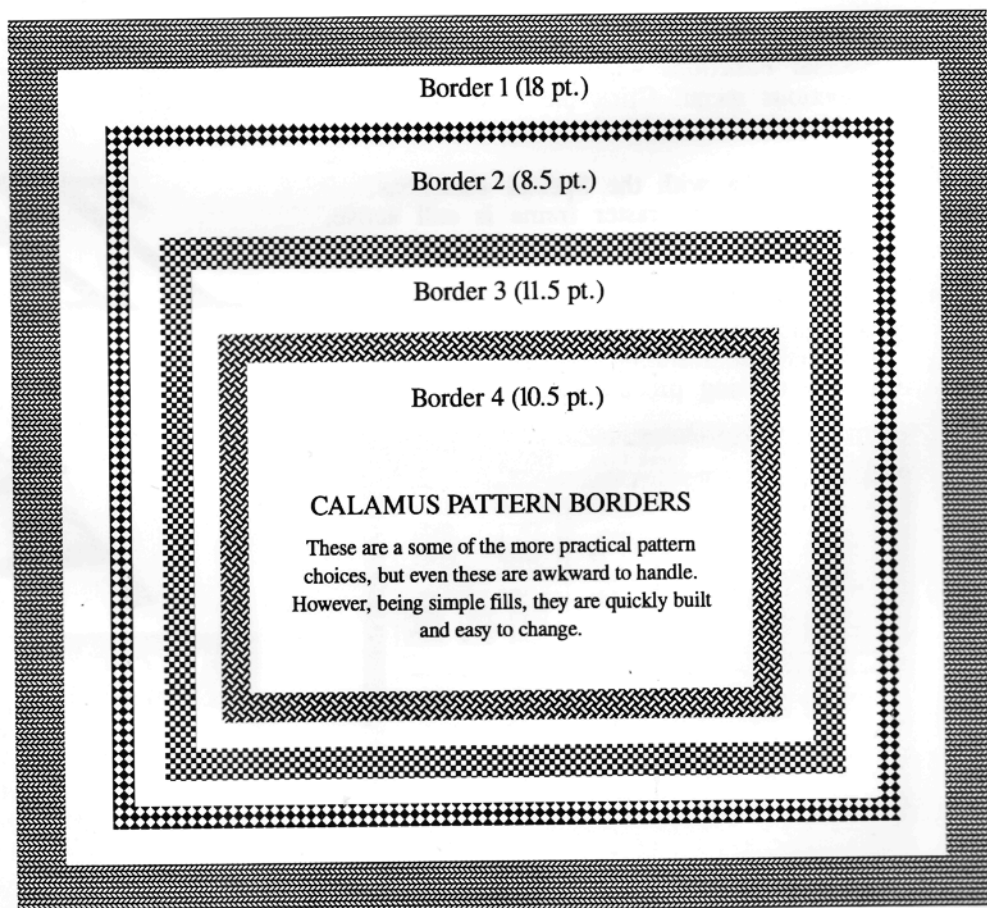 Border 1 (18 pt.)
Border 2 (8.5 pt.)
Border 3 (11.5 pt.)
Border 4 (10.5 pt.)
CALAMUS PATTERN BORDERS
These are a some of the more practical pattern
choices, but even these are awkward to handle.
However, being simple fills, they are quickly built
and easy to change.